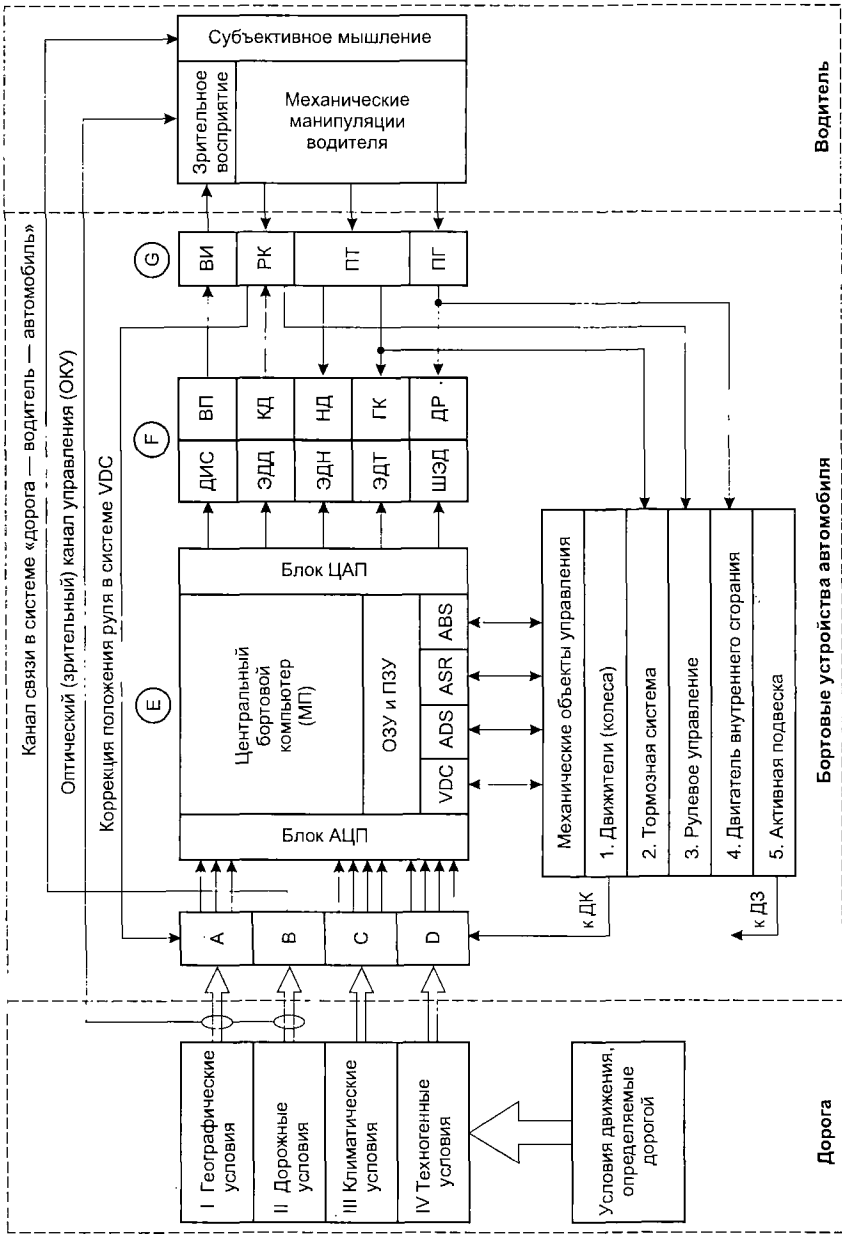 Канал связи в системе «дорога — водитель — автомобиль»
Оптический (зрительный) канал управления (ОКУ)
Коррекция положения руля в системе VDC
I Географические
условия
II Дорожные
условия
III Климатические
условия
IV Техногенные
условия
Условия движения,
определяемые
дорогой
Дорога
A
B
C
D
к ДК
к ДЗ
E
Блок АЦП
Центральный
бортовой
компьютер
(МП)
ОЗУ и ПЗУ
VDC
ADS
ASR
ABS
Блок ЦАП
Механические объекты управления
1. Движители (колеса)
2. Тормозная система
3. Рулевое управление
4. Двигатель внутреннего сгорания
5. Активная подвеска
F
ДИС
ВП
ЭДД
КД
ЭДН
НД
ЭДТ
ГК
ШЭД
ДР
G
ВИ
РК
ПТ
ПГ
Бортовые устройства автомобиля
Зрительное
восприятие
Механические
манипуляции
водителя
Субъективное мышление
Водитель